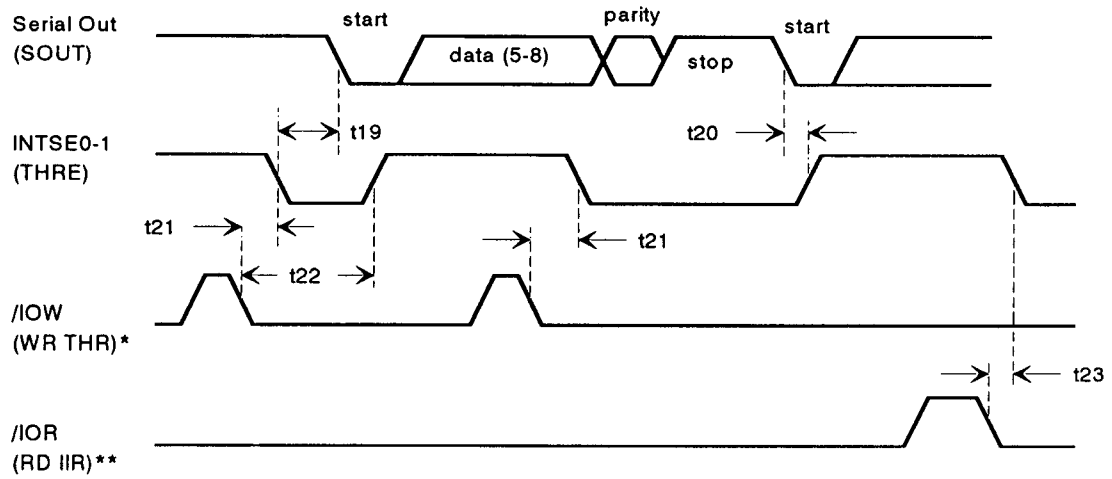 Serial Out
(SOUT)
start
data (5-8)
parity
stop
start
t19
t20
INTSE0-1
(THRE)
t21
t22
t21
/IOW
(WR THR)*
t23
/IOR
(RD IIR)**